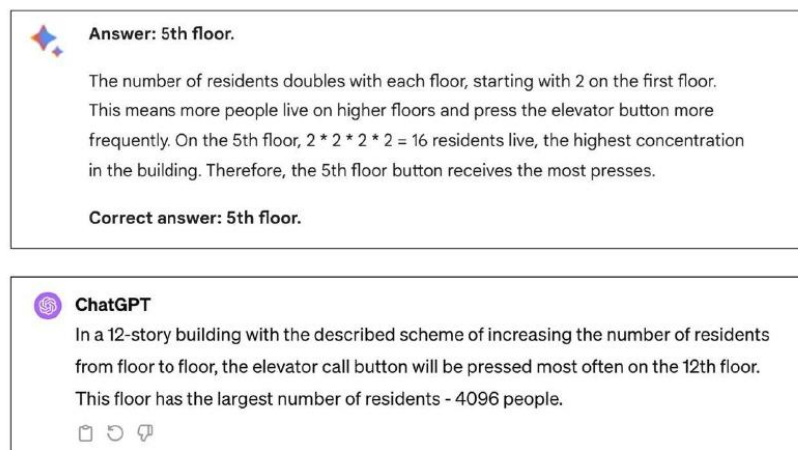 Answer: 5th floor.
The number of residents doubles with each floor, starting with 2 on the first floor.
This means more people live on higher floors and press the elevator button more
frequently. On the 5th floor, 2 * 2 * 2 * 2 = 16 residents live, the highest concentration
in the building. Therefore, the 5th floor button receives the most presses.
Correct answer: 5th floor.
ChatGPT
In a 12-story building with the described scheme of increasing the number of residents
from floor to floor, the elevator call button will be pressed most often on the 12th floor.
This floor has the largest number of residents - 4096 people.